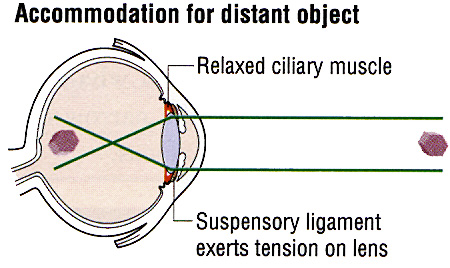 Accommodation for distant object
Relaxed ciliary muscle
Suspensory ligament
exerts tension on lens